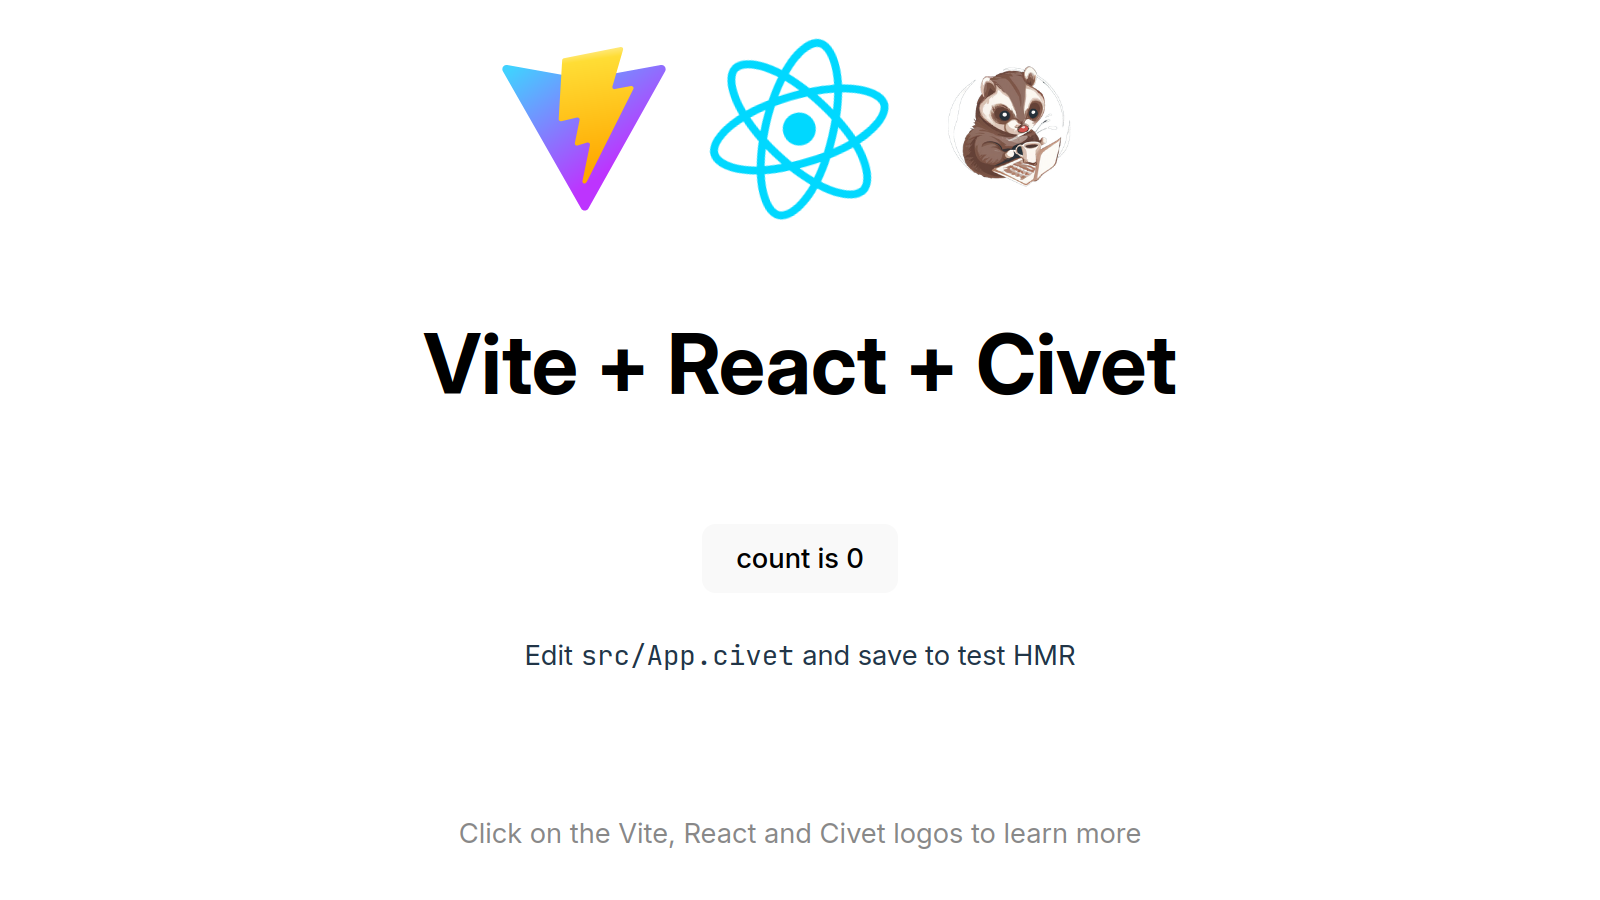 Vite + React + Civet
count is 0
Edit src/App.civet and save to test HMR
Click on the Vite, React and Civet logos to learn more